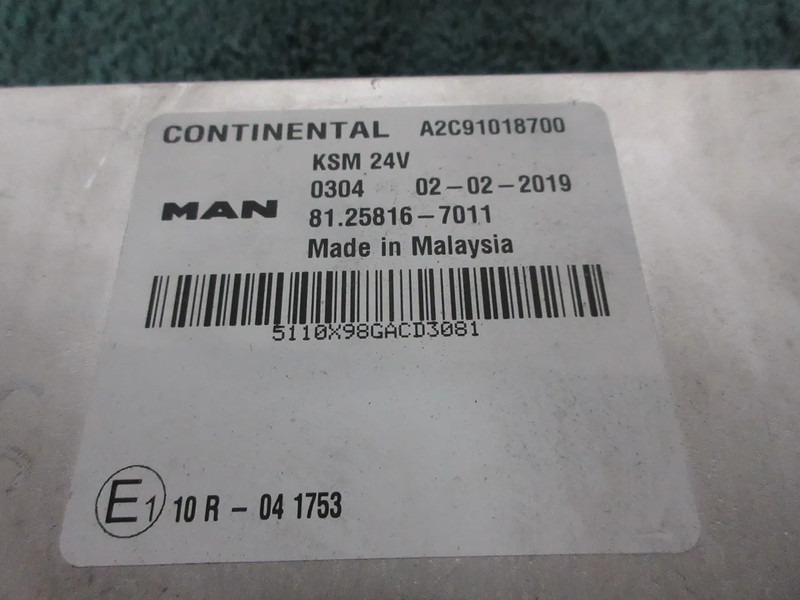 CONTINENTAL A2C91018700
KSM 24V
0304 02-02-2019
MAN 81.25816-7011
Made in Malaysia
5110X98GACD3081
E1 10 R - 04 1753